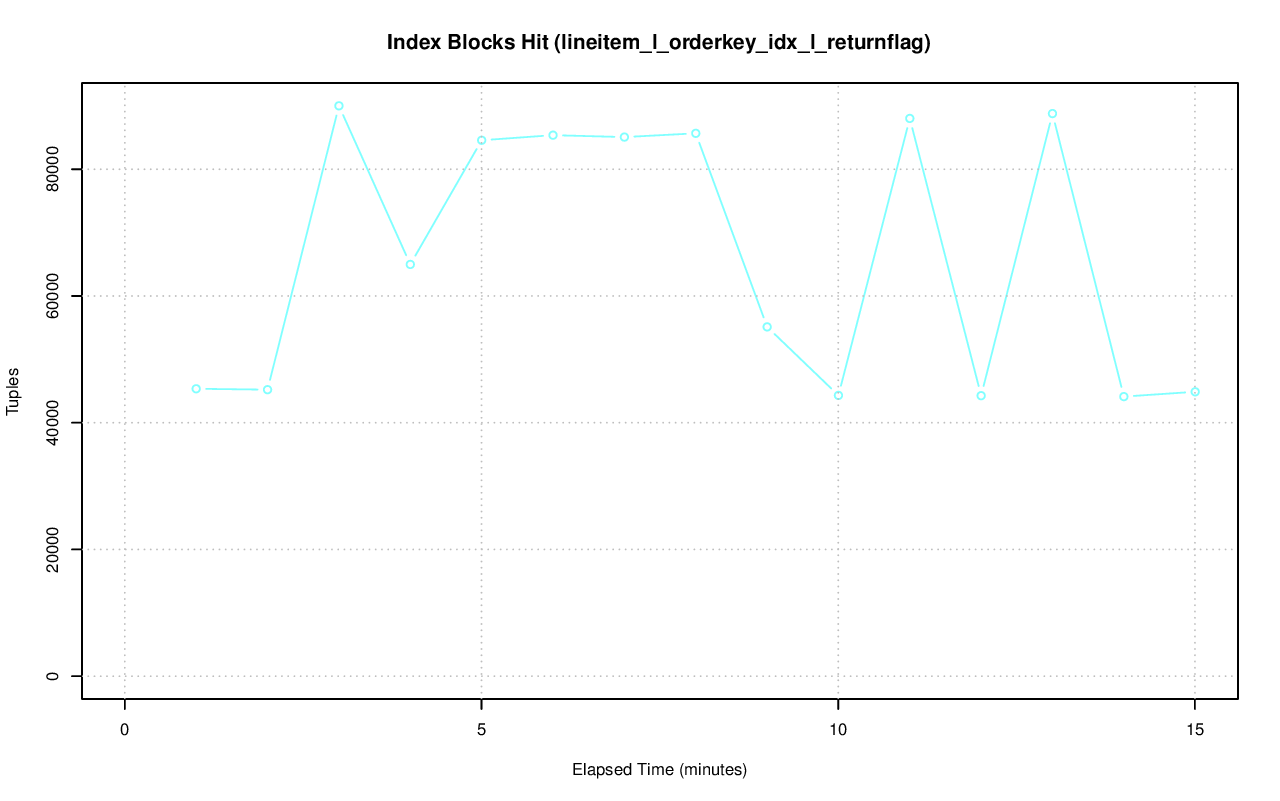 Index Blocks Hit (lineitem_l_orderkey_idx_l_returnflag)
Tuples
80000
60000
40000
20000
0
0 5 10 15
Elapsed Time (minutes)